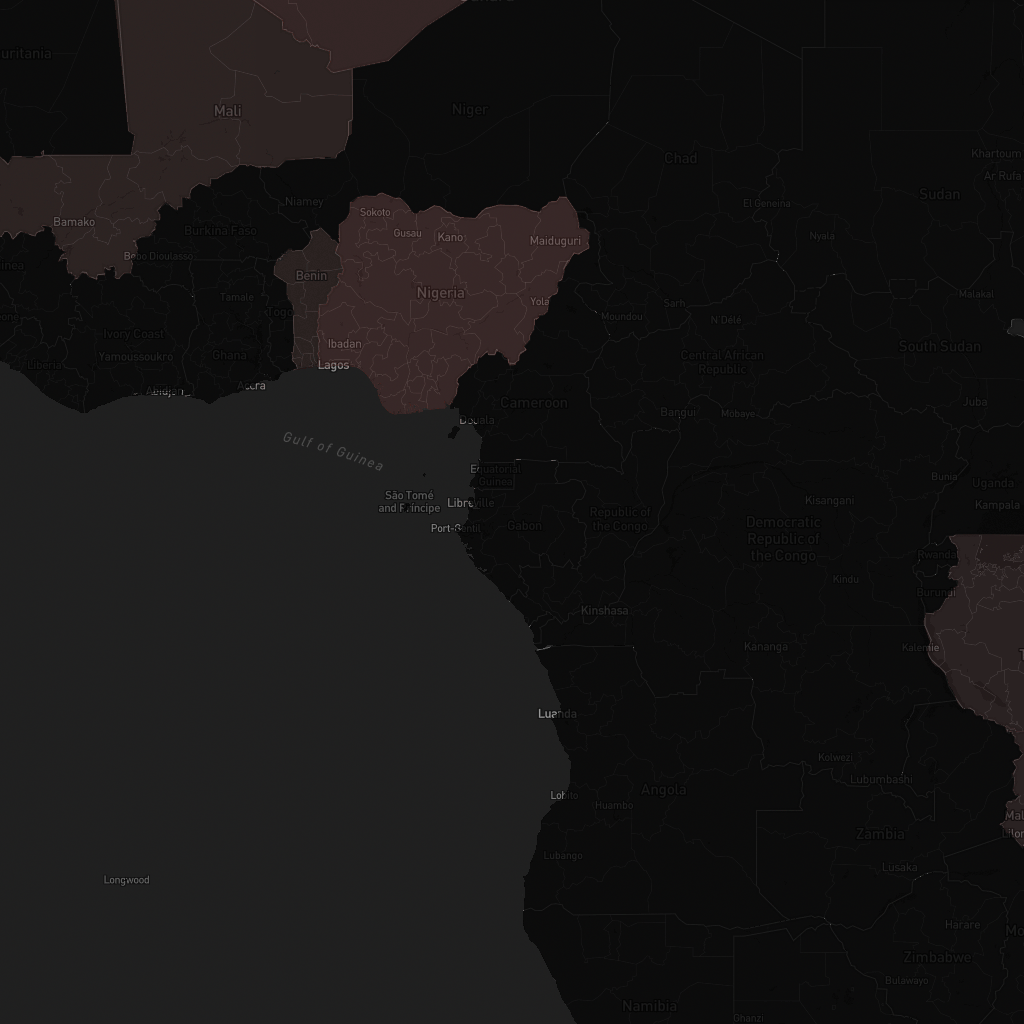 uritania
Mali
Niger
Chad
Khartoum
Ar Rufa
Sudan
El Geneina
Niamey
Sokoto
Bamako
Burkina Faso
Gusau
Kano
Maiduguri
Nyala
Bobo Dioulasso
inea
Benin
Nigeria
Tamale
Yola
Sarh
Malakal
Togo
Moundou
N'Délé
Ivory Coast
Ibadan
South Sudan
Yamoussoukro
Ghana
Central African
Republic
Liberia
Lagos
Abidjan
Accra
Cameroon
Juba
Bangui
Mobaye
Douala
Gulf of Guinea
Equatorial
Guinea
Bunia
Uganda
São Tomé
and Príncipe
Libreville
Kisangani
Kampala
Port-Gentil
Gabon
Republic of
the Congo
Democratic
Republic of
the Congo
Rwanda
Kindu
Burundi
Kinshasa
Kananga
Kalemie
Luanda
Kolwezi
Lubumbashi
Angola
Lobito
Huambo
Mal
Lilor
Zambia
Lubango
Lusaka
Longwood
Harare
Mo
Zimbabwe
Bulawayo
Namibia
Ghanzi